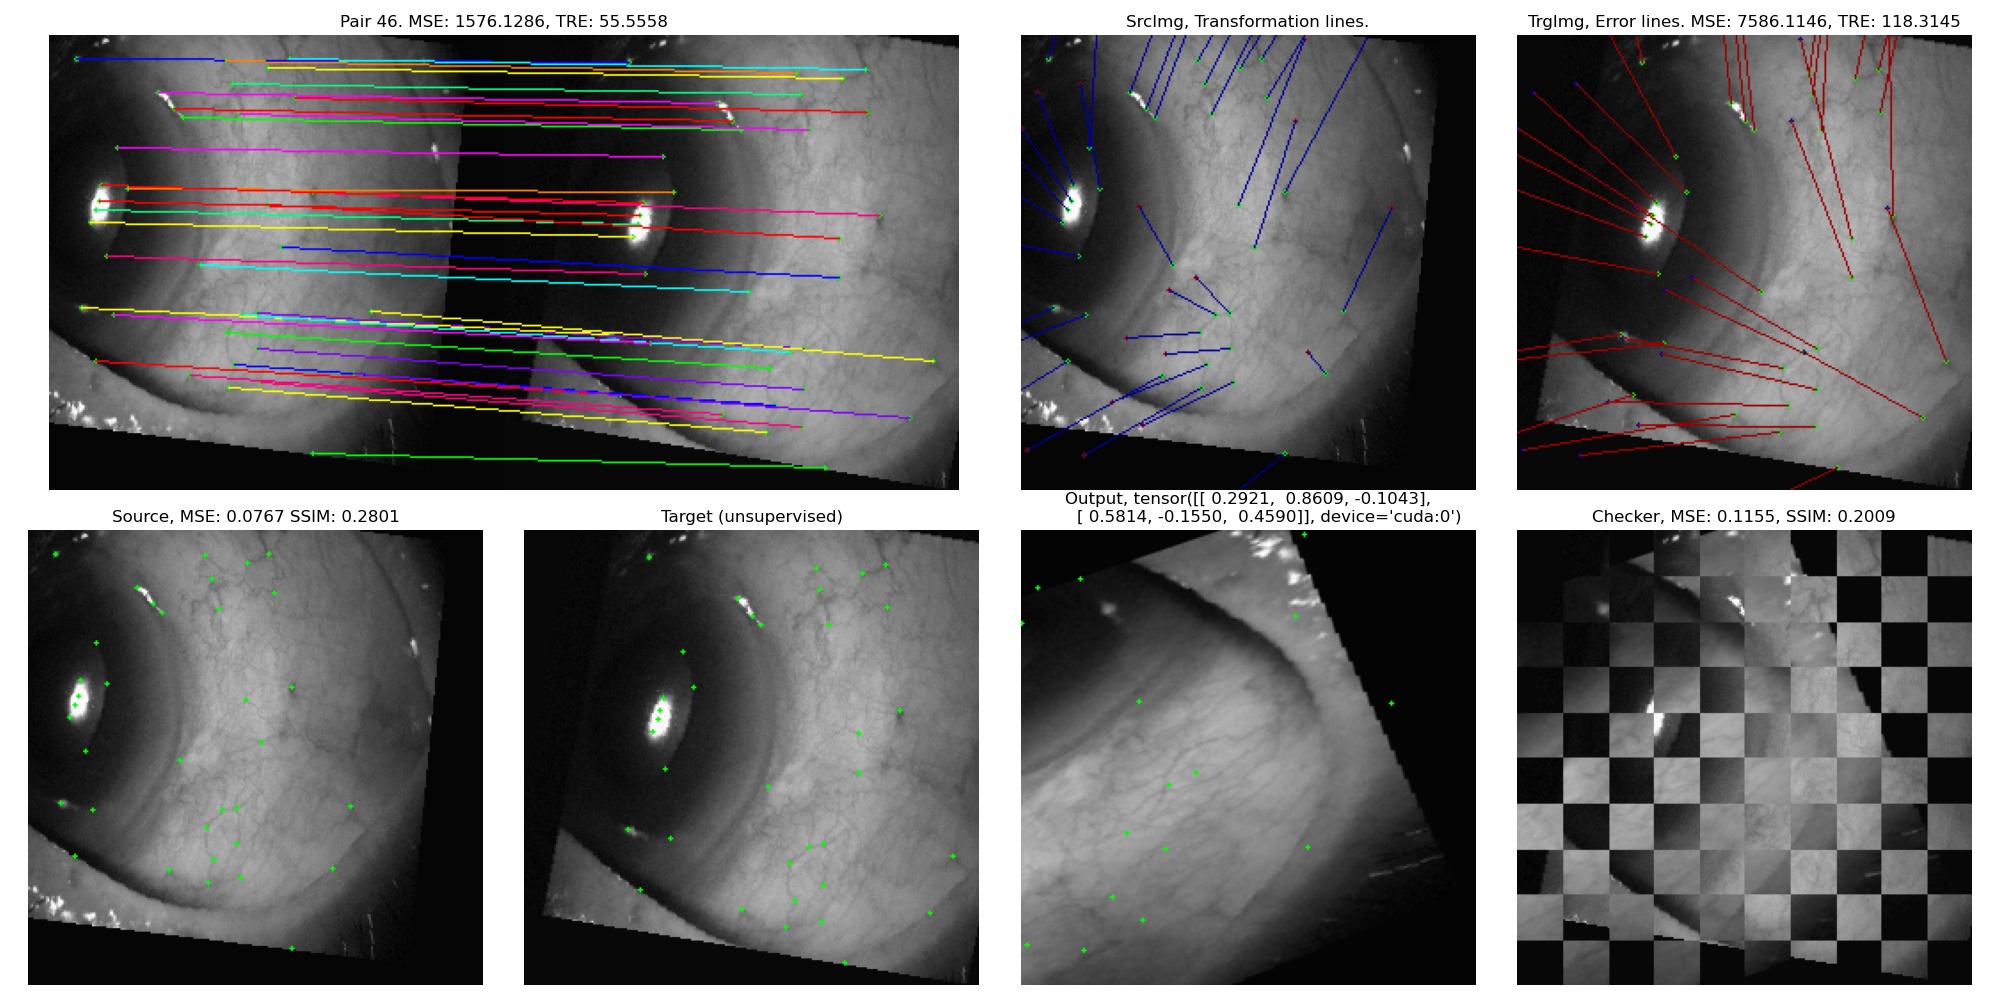 Pair 46. MSE: 1576.1286, TRE: 55.5558
SrcImg, Transformation lines.
TrgImg, Error lines. MSE: 7586.1146, TRE: 118.3145
Source, MSE: 0.0767 SSIM: 0.2801
Target (unsupervised)
Output, tensor([[ 0.2921,  0.8609, -0.1043],
[ 0.5814, -0.1550,  0.4590]], device='cuda:0')
Checker, MSE: 0.1155, SSIM: 0.2009